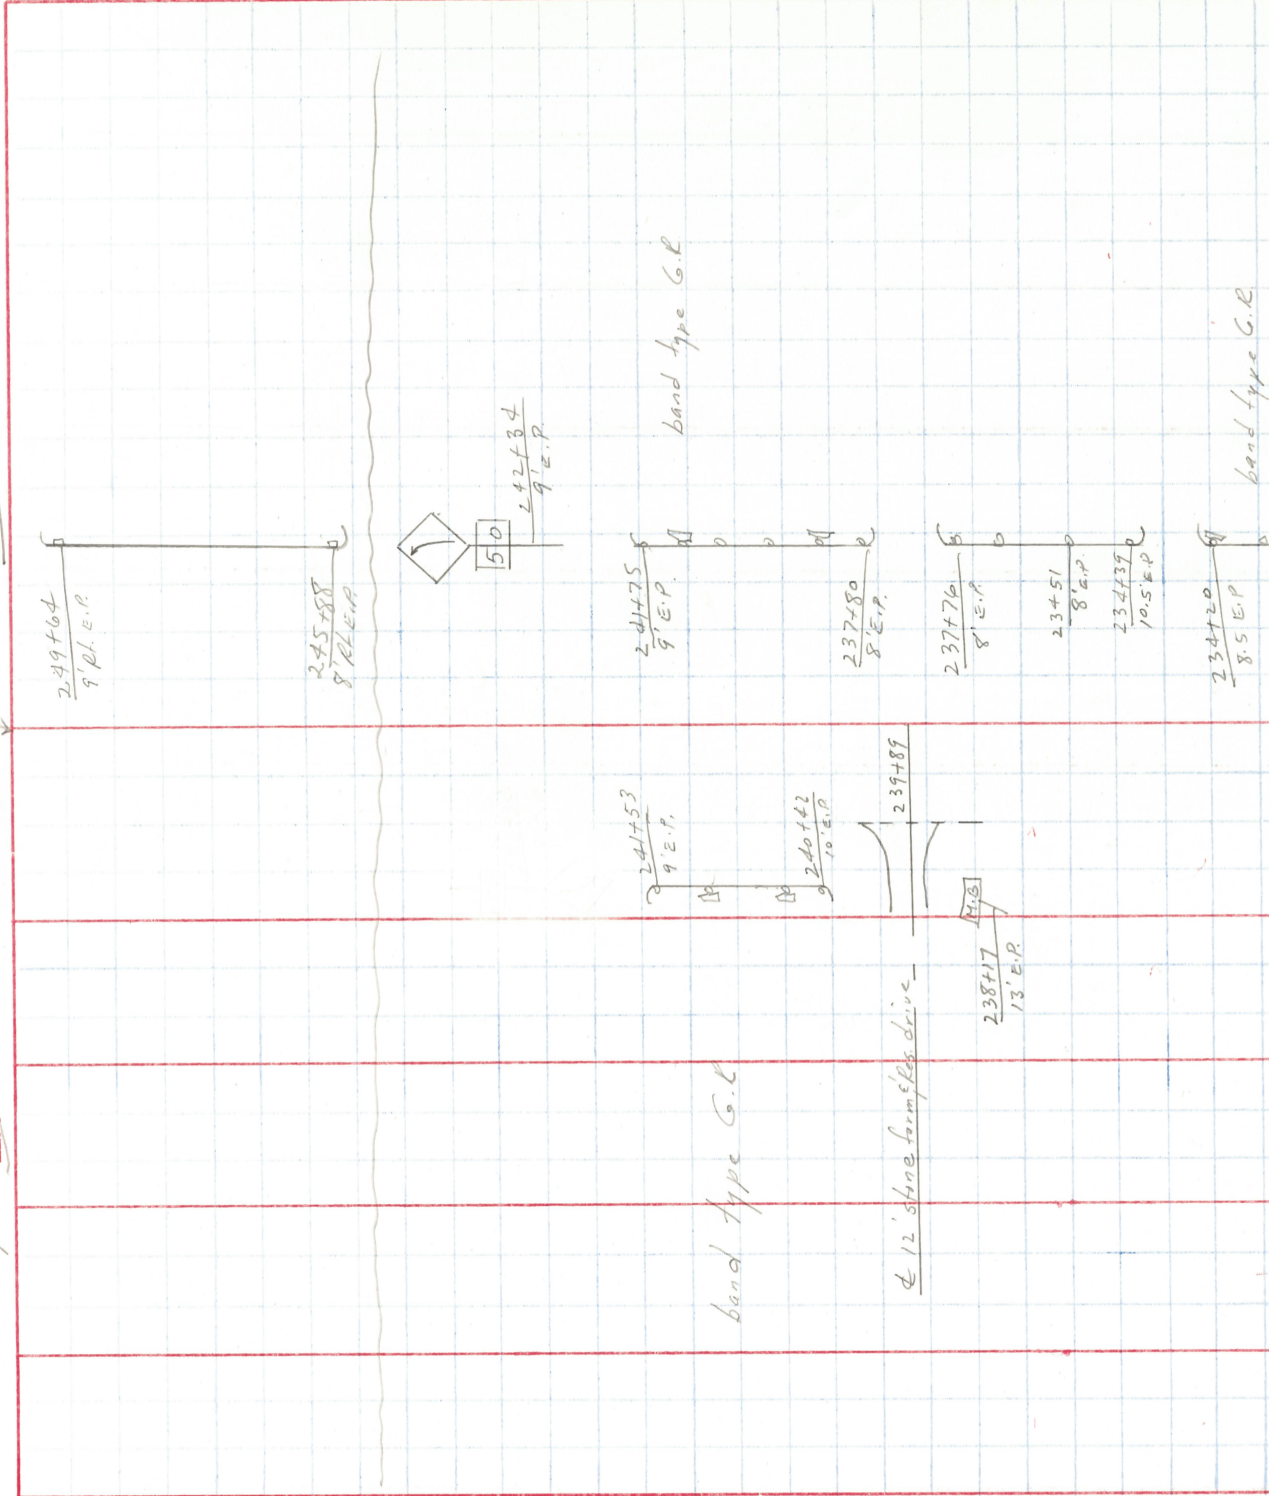 249+64
9' Rt. E.P.
245+88
8' Rt. E.P.
50
242+34
9' E.P.
241+75
9' E.P.
band type G.R
237+80
8' E.P.
237+76
8' E.P.
23+51
8' E.P.
234+39
10.5' E.P.
234+20
8.5 E.P.
band type G.R.
241+53
9' E.P.
240+42
10' E.P.
239+89
M.B
238+17
13' E.P.
band type G.R
℄ 12' stone farm & Res drive